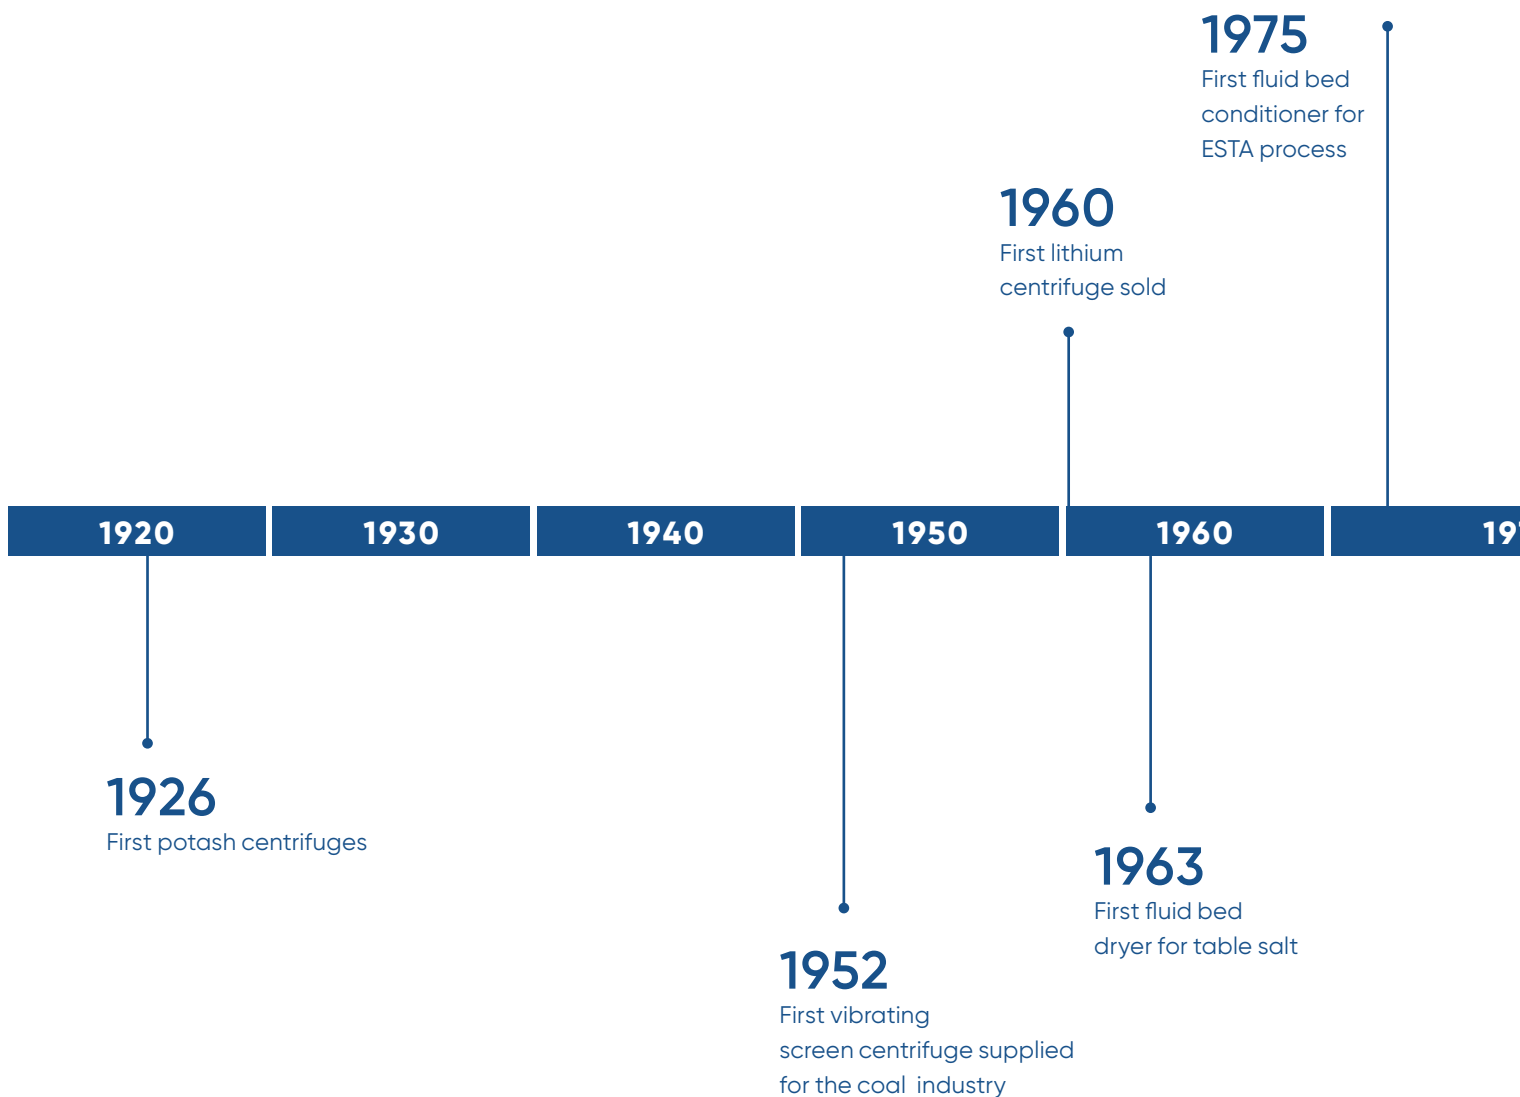 1975
First fluid bed
conditioner for
ESTA process
1960
First lithium
centrifuge sold
1920
1930
1940
1950
1960
1926
First potash centrifuges
1963
First fluid bed
dryer for table salt
1952
First vibrating
screen centrifuge supplied
for the coal  industry